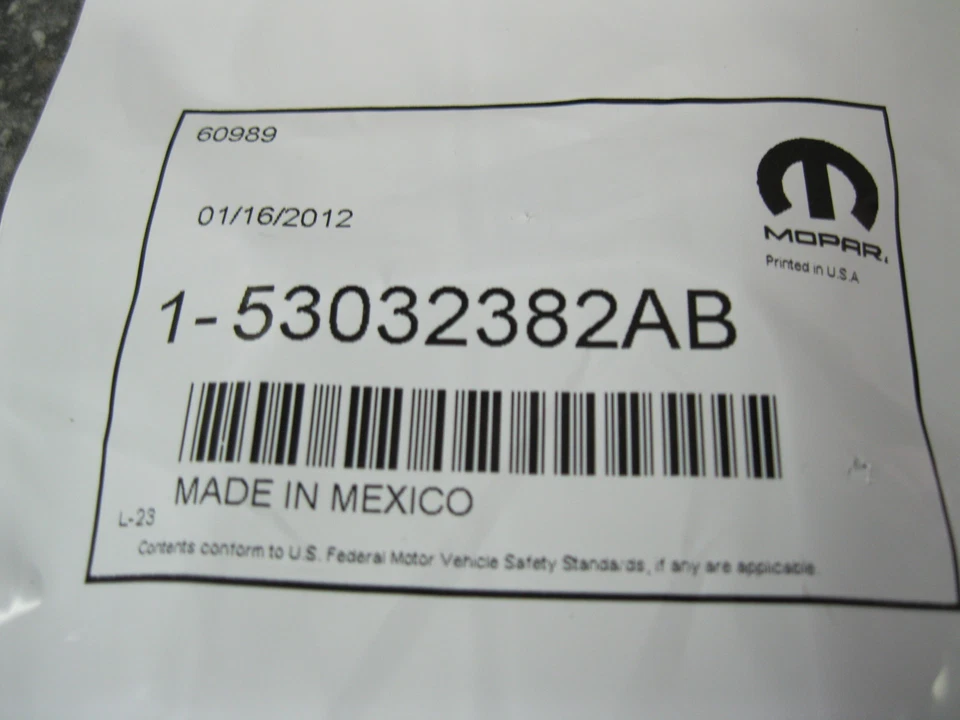 60989
01/16/2012
MOPAR.
Printed in U.S.A
1-53032382AB
MADE IN MEXICO
L-23
Contents conform to U.S. Federal Motor Vehicle Safety Standards, if any are applicable.